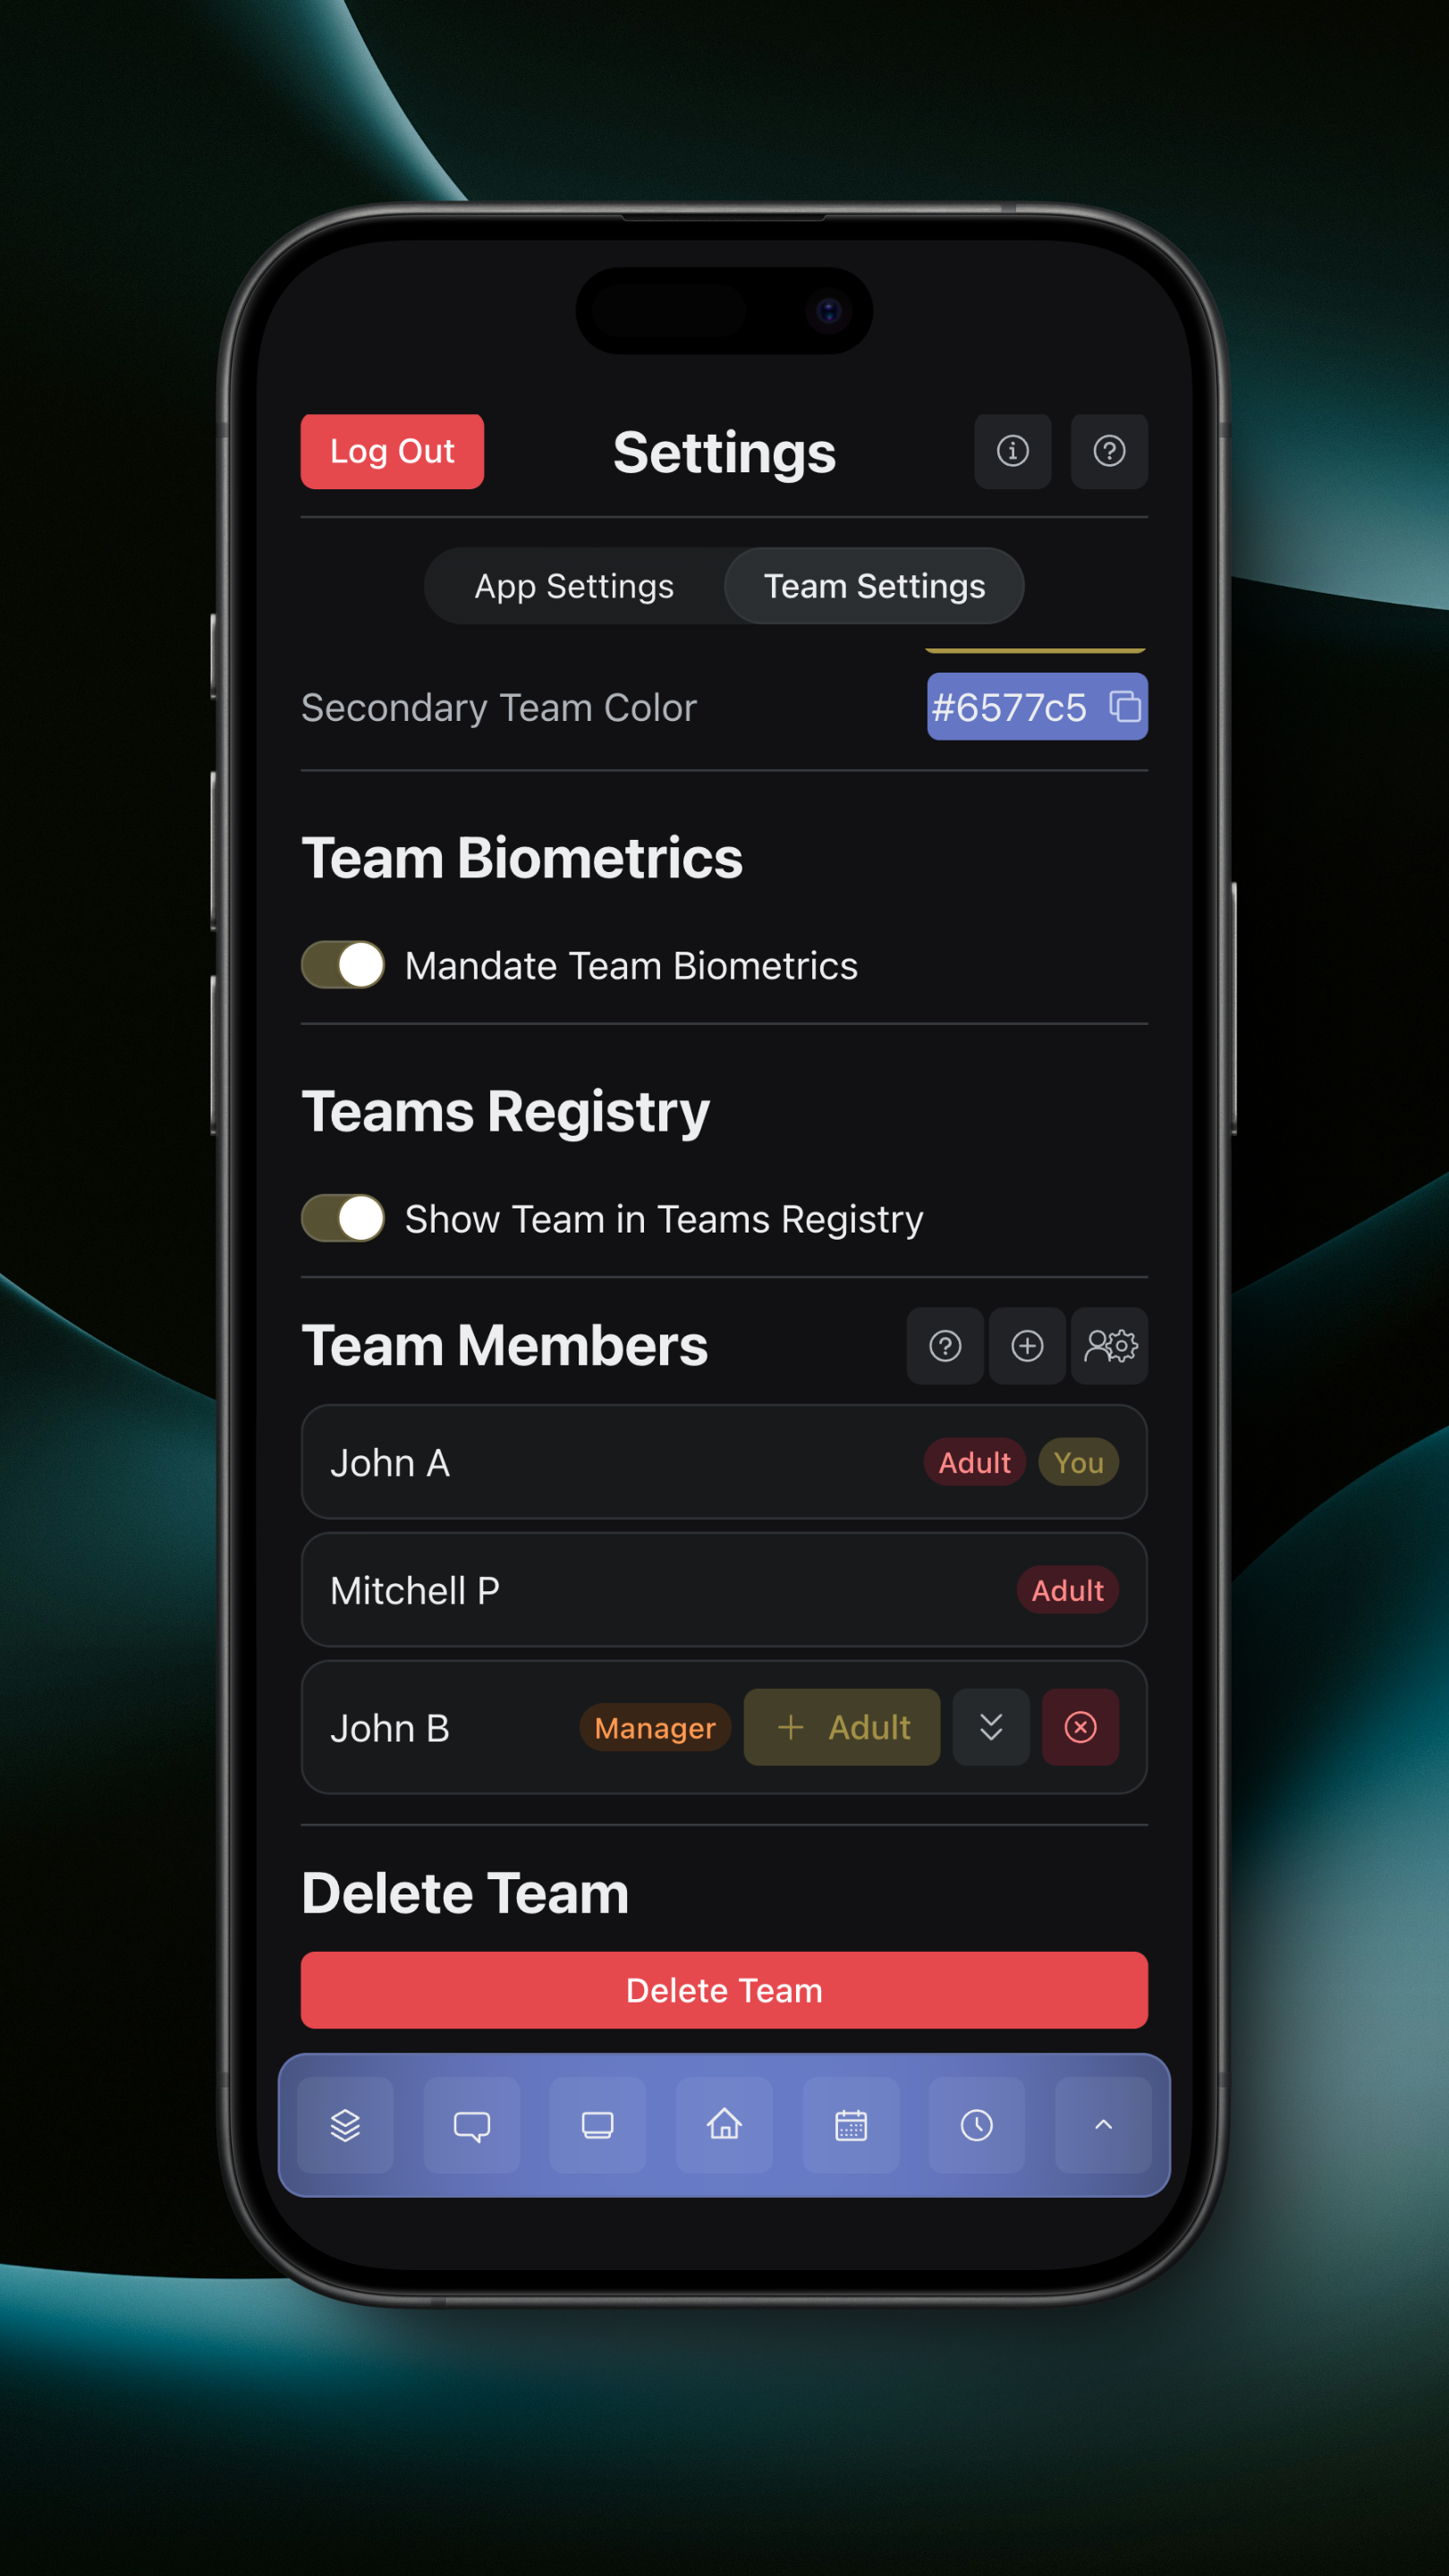 Log Out
Settings
App Settings
Team Settings
Secondary Team Color
#6577c5
Team Biometrics
Mandate Team Biometrics
Teams Registry
Show Team in Teams Registry
Team Members
John A
Adult
You
Mitchell P
Adult
John B
Manager
+ Adult
Delete Team
Delete Team